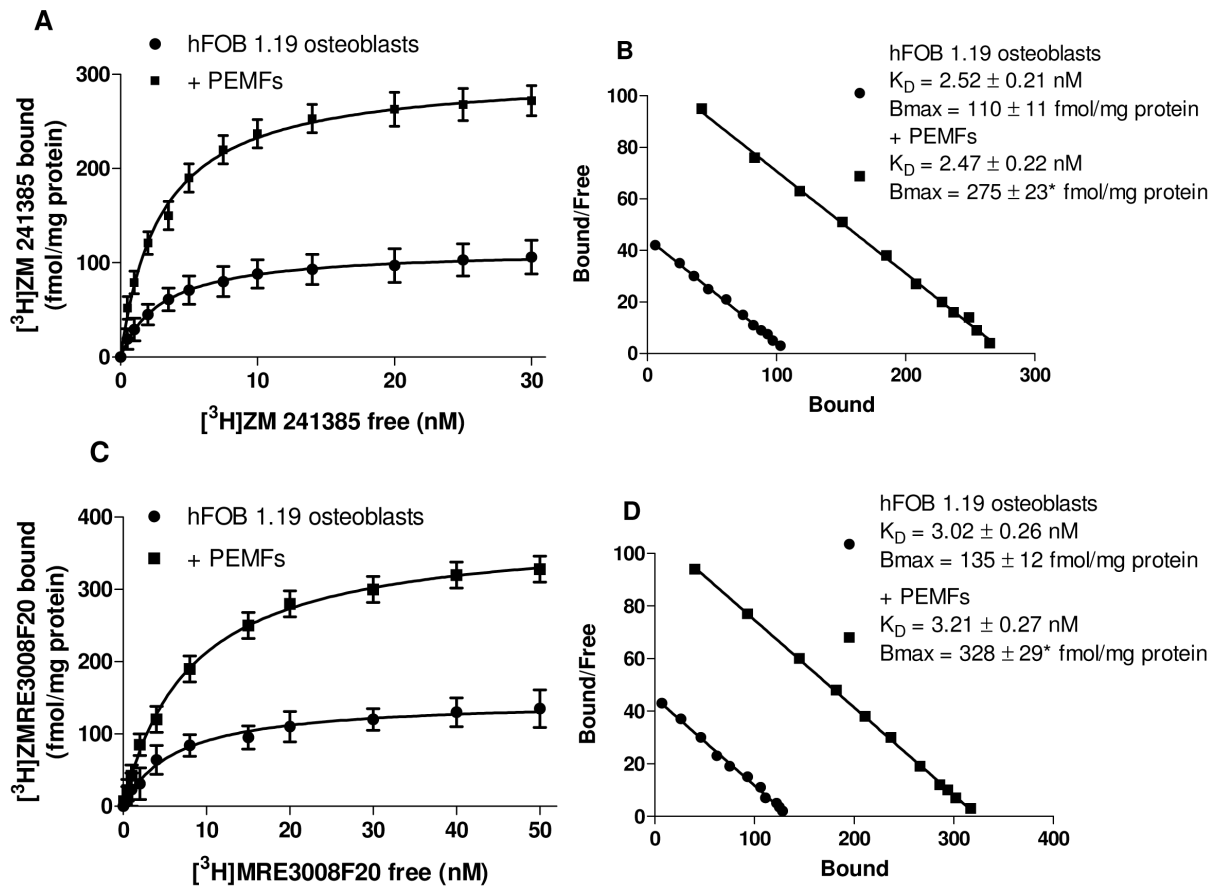 A
hFOB 1.19 osteoblasts
+ PEMFs
300
200
100
0
[³H]ZM 241385 bound
(fmol/mg protein)
0 10 20 30
[³H]ZM 241385 free (nM)
B
hFOB 1.19 osteoblasts
K_D = 2.52 ± 0.21 nM
Bmax = 110 ± 11 fmol/mg protein
+ PEMFs
K_D = 2.47 ± 0.22 nM
Bmax = 275 ± 23* fmol/mg protein
100
80
60
40
20
0
Bound/Free
0 100 200 300
Bound
C
hFOB 1.19 osteoblasts
+ PEMFs
400
300
200
100
0
[³H]ZMRE3008F20 bound
(fmol/mg protein)
0 10 20 30 40 50
[³H]MRE3008F20 free (nM)
D
hFOB 1.19 osteoblasts
K_D = 3.02 ± 0.26 nM
Bmax = 135 ± 12 fmol/mg protein
+ PEMFs
K_D = 3.21 ± 0.27 nM
Bmax = 328 ± 29* fmol/mg protein
100
80
60
40
20
0
Bound/Free
0 100 200 300 400
Bound